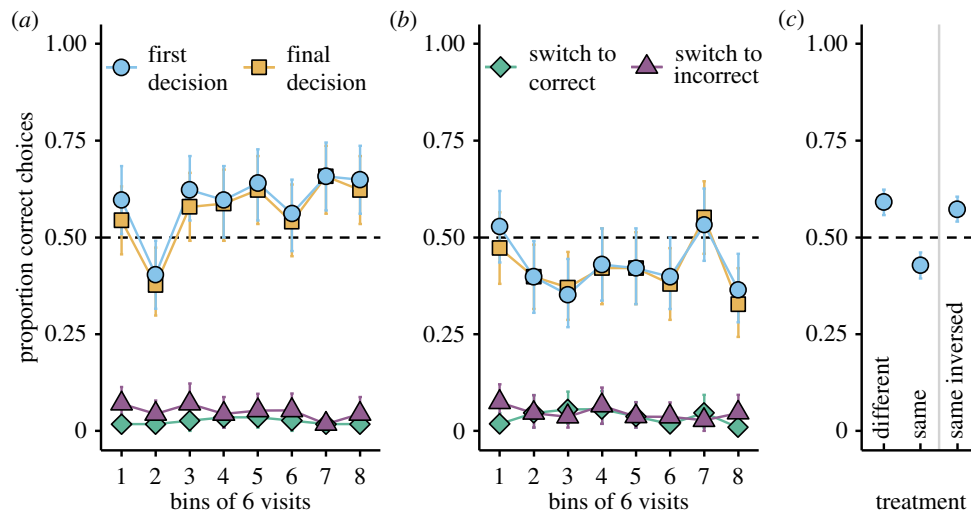 (a)
first
decision
final
decision
proportion correct choices
1.00
0.75
0.50
0.25
0
1 2 3 4 5 6 7 8
bins of 6 visits
(b)
switch to
correct
switch to
incorrect
1.00
0.75
0.50
0.25
0
1 2 3 4 5 6 7 8
bins of 6 visits
(c)
1.00
0.75
0.50
0.25
0
different
same
same inversed
treatment